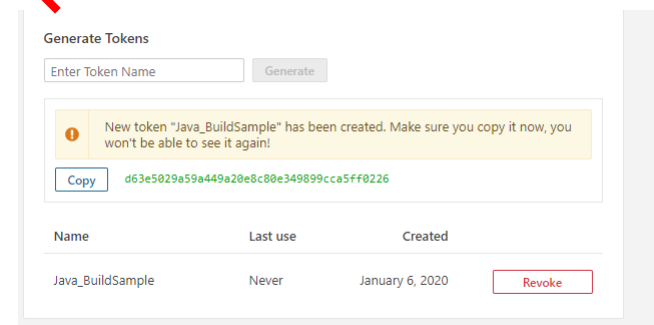 Generate Tokens
Enter Token Name Generate
New token "Java_BuildSample" has been created. Make sure you copy it now, you
won't be able to see it again!
Copy d63e5029a59a449a20e8c80e349899cca5ff0226
Name Last use Created
Java_BuildSample Never January 6, 2020 Revoke